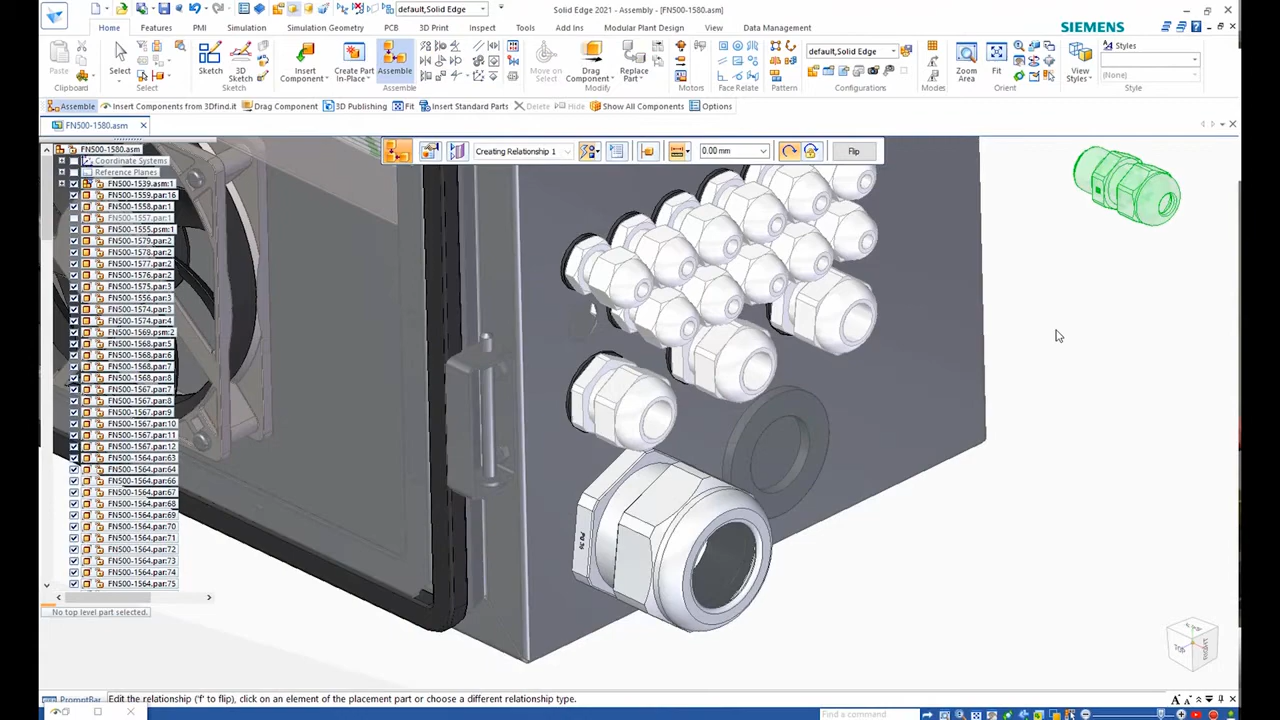 default,Solid Edge
Solid Edge 2021 - Assembly - [FN500-1580.asm]
Home Features PMI Simulation Simulation Geometry PCB 3D Print Inspect Tools Add Ins Modular Plant Design View Data Management
SIEMENS
Paste
Clipboard
Select
Select
Sketch
3D Sketch
Sketch
Insert Component
Create Part In-Place
Assemble
Assemble
Move on Select
Drag Component
Replace Part
Modify
Motors
Face Relate
Pattern
default,Solid Edge
Configurations
Modes
Zoom Area
Fit
Orient
View Styles
Styles
(None)
Style
Assemble Insert Components from 3Dfind.it Drag Component 3D Publishing Fit Insert Standard Parts Delete Hide Show All Components Options
FN500-1580.asm
Creating Relationship 1
0.00 mm
Flip
FN500-1580.asm
Coordinate Systems
Reference Planes
FN500-1539.asm:1
FN500-1559.par:16
FN500-1558.par:1
FN500-1557.par:1
FN500-1555.psm:1
FN500-1579.par:2
FN500-1578.par:2
FN500-1577.par:2
FN500-1576.par:2
FN500-1575.par:3
FN500-1556.par:3
FN500-1574.par:3
FN500-1574.par:4
FN500-1569.psm:2
FN500-1568.par:5
FN500-1568.par:6
FN500-1568.par:7
FN500-1568.par:8
FN500-1567.par:7
FN500-1567.par:8
FN500-1567.par:9
FN500-1567.par:10
FN500-1567.par:11
FN500-1567.par:12
FN500-1564.par:63
FN500-1564.par:64
FN500-1564.par:66
FN500-1564.par:67
FN500-1564.par:68
FN500-1564.par:69
FN500-1564.par:70
FN500-1564.par:71
FN500-1564.par:72
FN500-1564.par:73
FN500-1564.par:74
FN500-1564.par:75
No top level part selected.
TOP
RIGHT
PromptBar
Edit the relationship ('f' to flip), click on an element of the placement part or choose a different relationship type.
Find a command